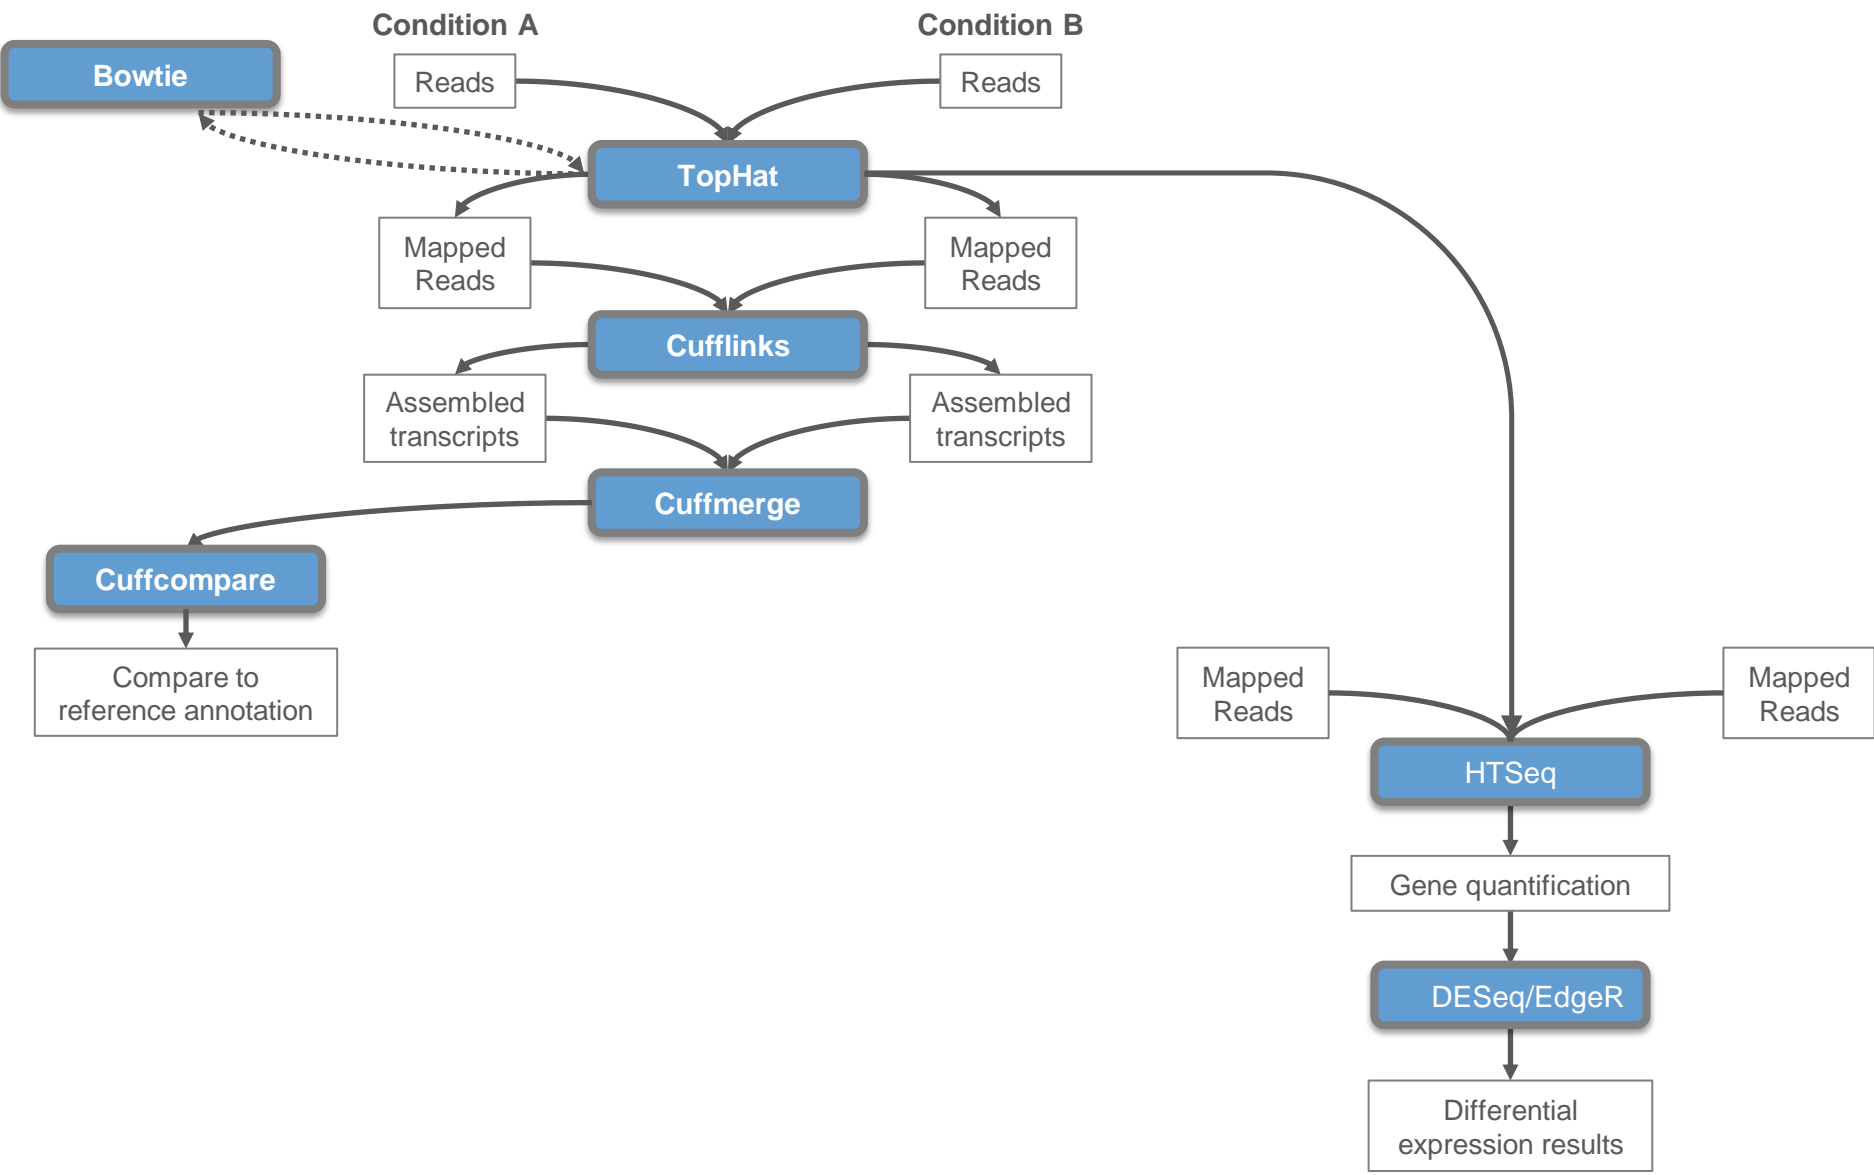 Condition A
Condition B
Bowtie
Reads
Reads
TopHat
Mapped
Reads
Mapped
Reads
Cufflinks
Assembled
transcripts
Assembled
transcripts
Cuffmerge
Cuffcompare
Compare to
reference annotation
Mapped
Reads
Mapped
Reads
HTSeq
Gene quantification
DESeq/EdgeR
Differential
expression results